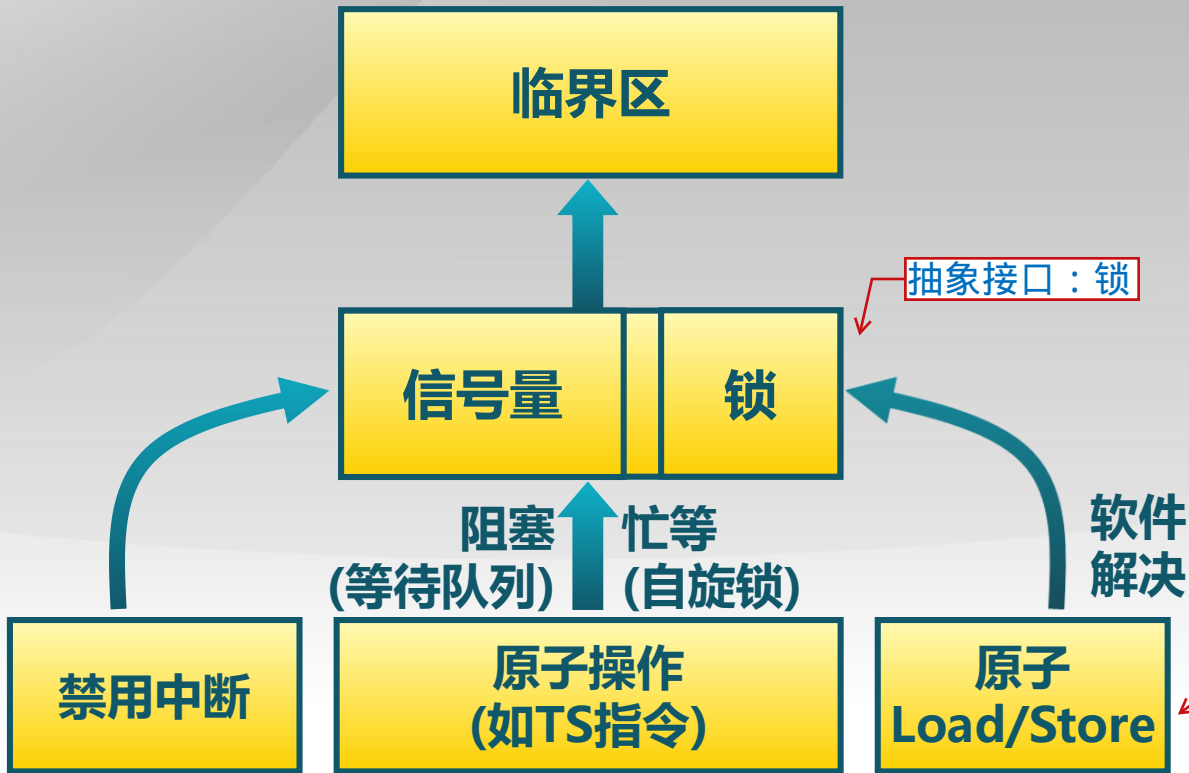 临界区
抽象接口：锁
信号量
锁
阻塞
(等待队列)
忙等
(自旋锁)
软件
解决
禁用中断
原子操作
(如TS指令)
原子
Load/Store